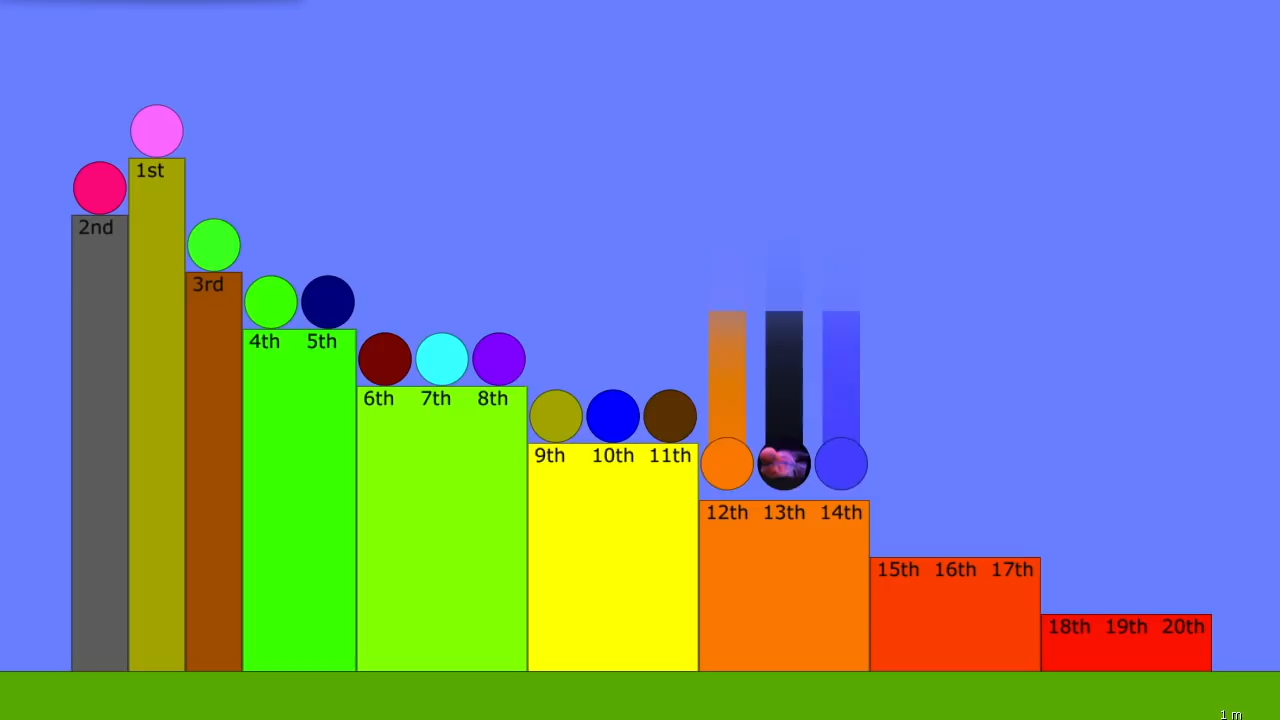 1st
2nd
3rd
4th 5th
6th 7th 8th
9th 10th 11th
12th 13th 14th
15th 16th 17th
18th 19th 20th
1 m